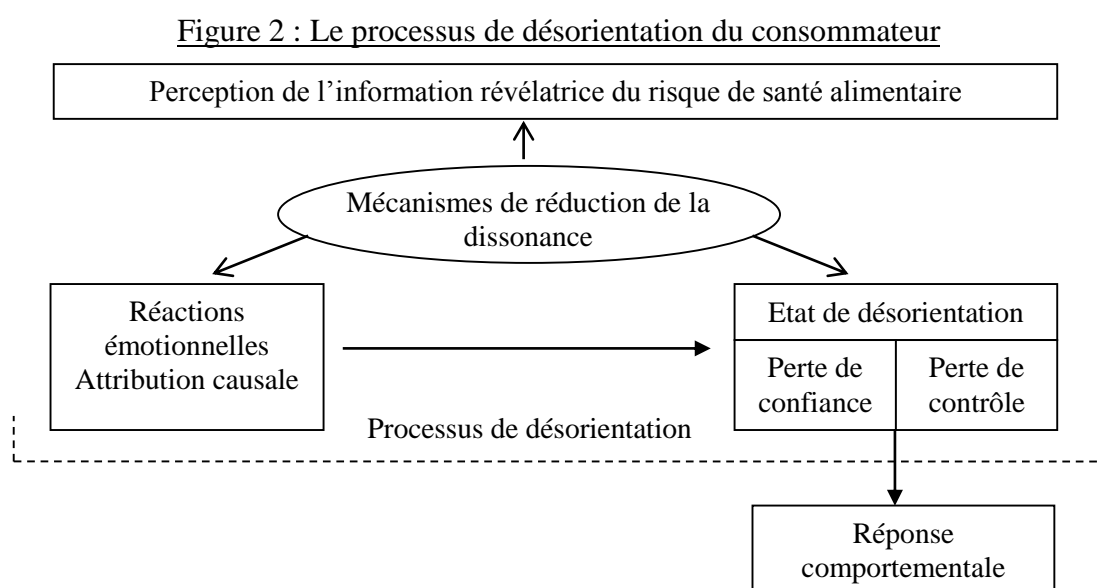 Figure 2 : Le processus de désorientation du consommateur
Perception de l’information révélatrice du risque de santé alimentaire
Mécanismes de réduction de la
dissonance
Réactions
émotionnelles
Attribution causale
Etat de désorientation
Perte de
confiance
Perte de
contrôle
Processus de désorientation
Réponse
comportementale